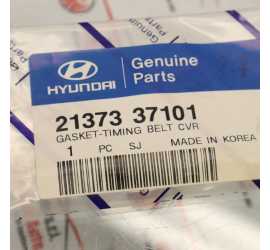 HYUNDAI
Genuine
Parts
21373 37101
GASKET-TIMING BELT CVR
1 PC SJ MADE IN KOREA